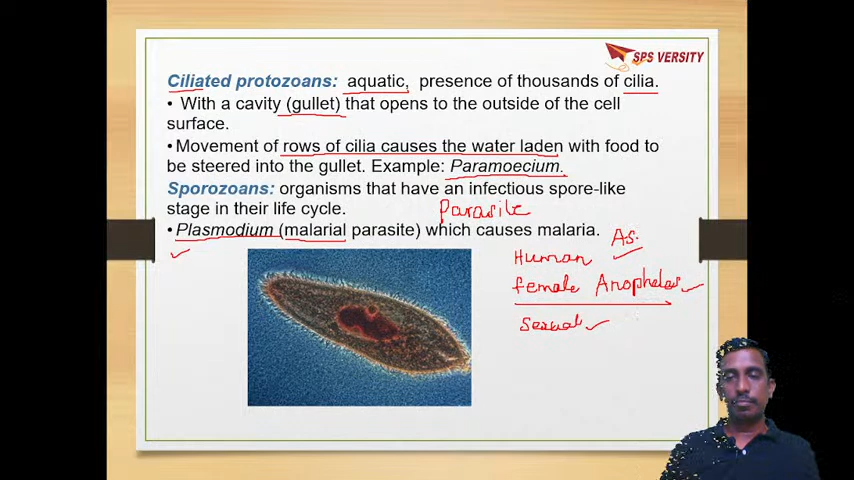 SPS VERSITY
Ciliated protozoans: aquatic, presence of thousands of cilia.
• With a cavity (gullet) that opens to the outside of the cell
surface.
• Movement of rows of cilia causes the water laden with food to
be steered into the gullet. Example: Paramoecium.
Sporozoans: organisms that have an infectious spore-like
stage in their life cycle.
Parasite
• Plasmodium (malarial parasite) which causes malaria.
As.
Human
female Anopheles
Sexual